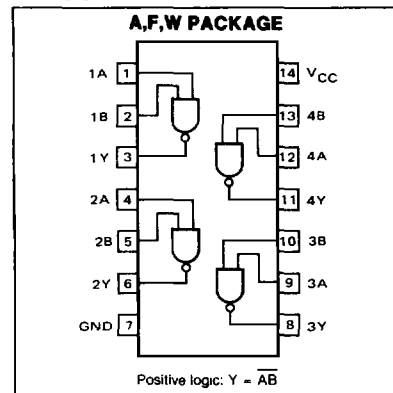 A,F,W PACKAGE
1A 1 14 VCC
1B 2 13 4B
1Y 3 12 4A
2A 4 11 4Y
2B 5 10 3B
2Y 6 9 3A
GND 7 8 3Y
Positive logic: Y = A̅B̅